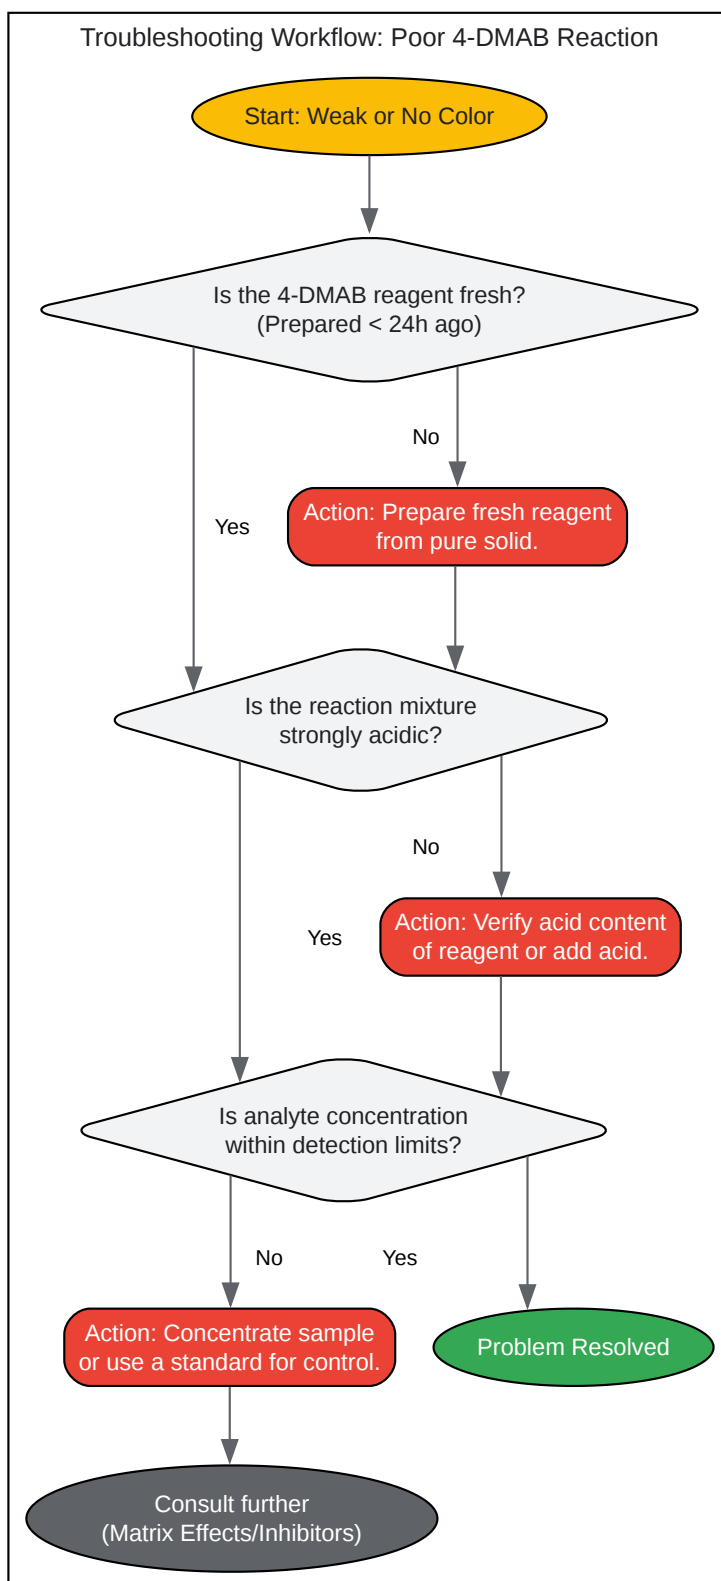 Troubleshooting Workflow: Poor 4-DMAB Reaction
Start: Weak or No Color
Is the 4-DMAB reagent fresh?
(Prepared < 24h ago)
No
Yes
Action: Prepare fresh reagent
from pure solid.
Is the reaction mixture
strongly acidic?
No
Yes
Action: Verify acid content
of reagent or add acid.
Is analyte concentration
within detection limits?
No
Yes
Action: Concentrate sample
or use a standard for control.
Problem Resolved
Consult further
(Matrix Effects/Inhibitors)